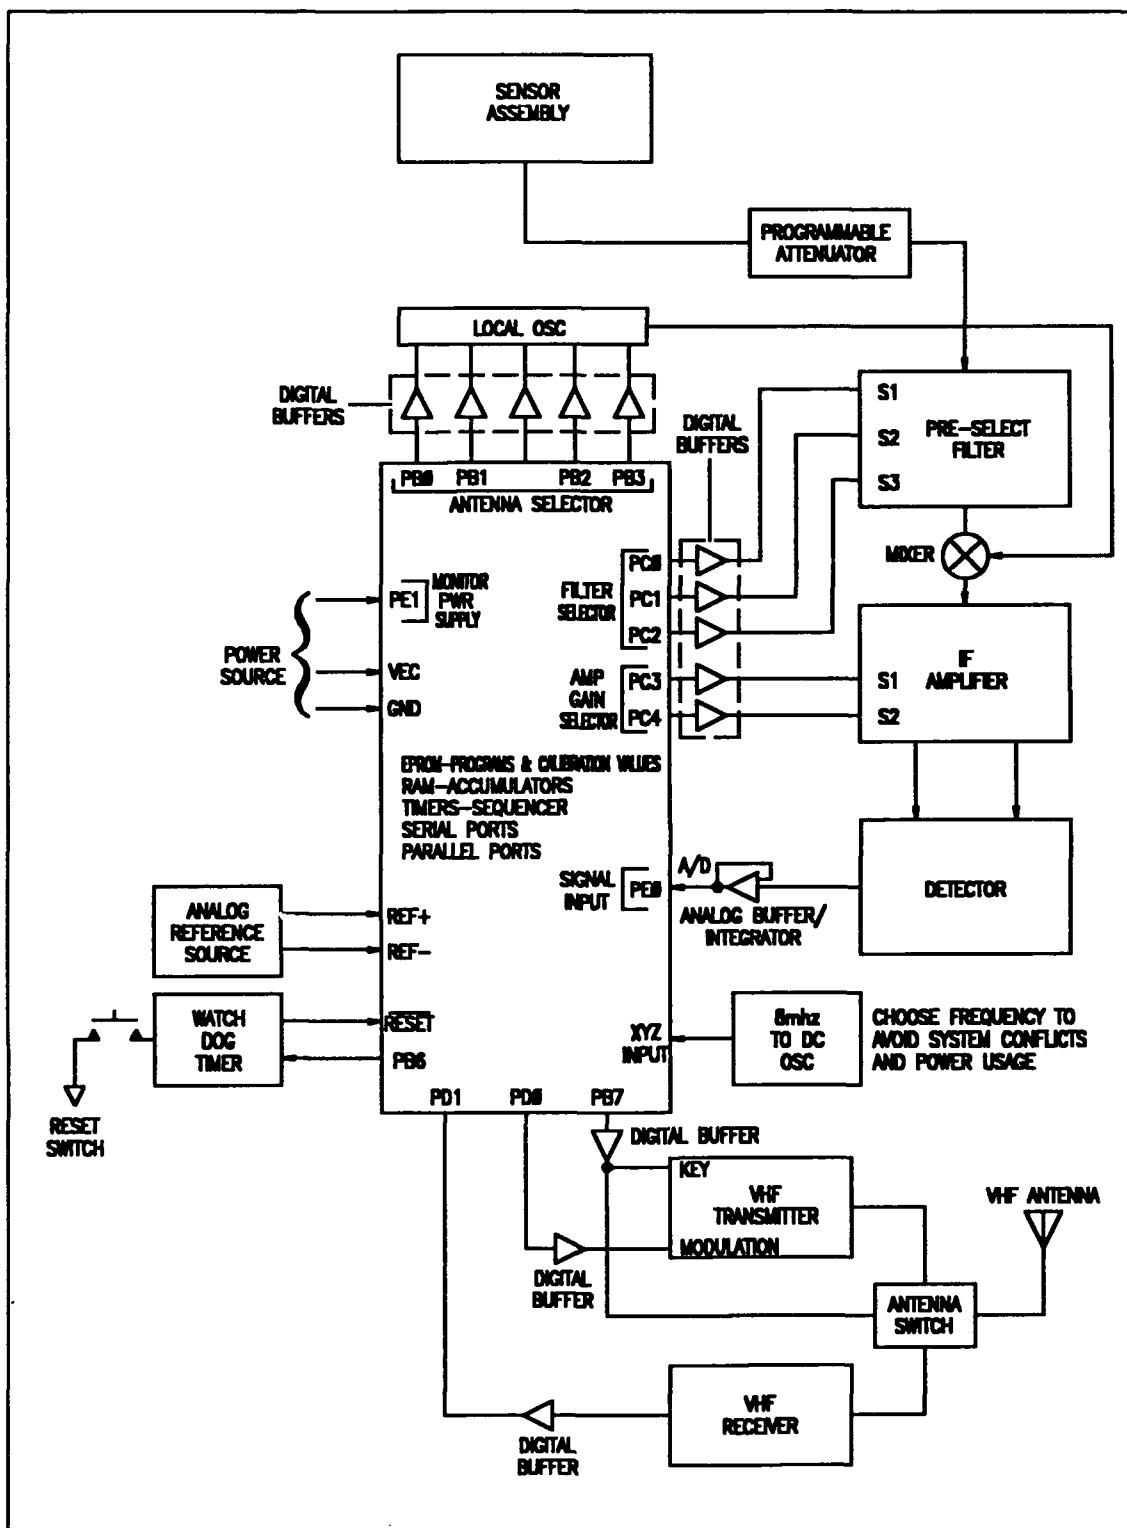 SENSOR
ASSEMBLY
PROGRAMMABLE
ATTENUATOR
LOCAL OSC
DIGITAL
BUFFERS
DIGITAL
BUFFERS
S1
S2
S3
PRE-SELECT
FILTER
PB0 PB1 PB2 PB3
ANTENNA SELECTOR
MIXER
PE1
MONITOR
PWR
SUPPLY
FILTER
SELECTOR
PC0
PC1
PC2
POWER
SOURCE
VEC
GND
AMP
GAIN
SELECTOR
PC3
PC4
IF
AMPLIFIER
S1
S2
EPROM-PROGRAMS & CALIBRATION VALUES
RAM-ACCUMULATORS
TIMERS-SEQUENCER
SERIAL PORTS
PARALLEL PORTS
SIGNAL
INPUT
PE0
A/D
ANALOG BUFFER/
INTEGRATOR
DETECTOR
ANALOG
REFERENCE
SOURCE
REF+
REF-
WATCH
DOG
TIMER
RESET
PB6
RESET
SWITCH
XYZ
INPUT
TO DC
OSC
CHOOSE FREQUENCY TO
AVOID SYSTEM CONFLICTS
AND POWER USAGE
PD1 PD0 PB7
DIGITAL BUFFER
KEY
VHF
TRANSMITTER
MODULATION
VHF ANTENNA
DIGITAL
BUFFER
ANTENNA
SWITCH
VHF
RECEIVER
DIGITAL
BUFFER